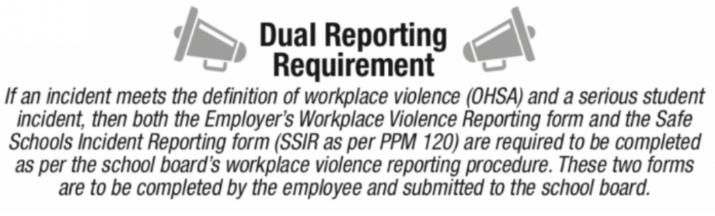 Dual Reporting
Requirement
If an incident meets the definition of workplace violence (OHSA) and a serious student
incident, then both the Employer's Workplace Violence Reporting form and the Safe
Schools Incident Reporting form (SSIR as per PPM 120) are required to be completed
as per the school board's workplace violence reporting procedure. These two forms
are to be completed by the employee and submitted to the school board.